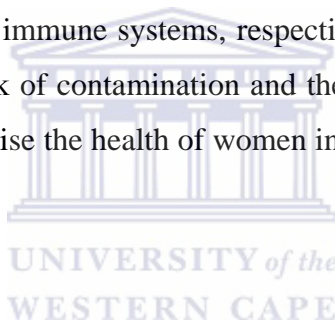 immune systems, respecti
k of contamination and the
ise the health of women in
UNIVERSITY of the
WESTERN CAPE